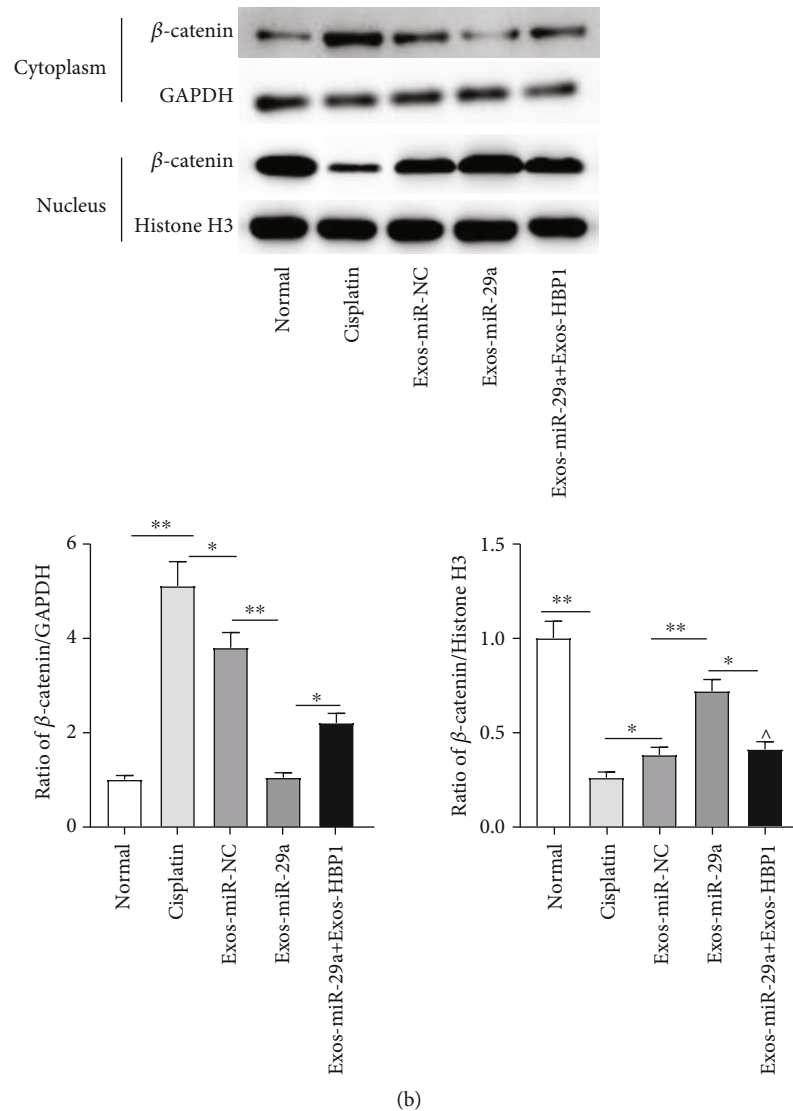 Cytoplasm
β-catenin
GAPDH
Nucleus
β-catenin
Histone H3
Normal
Cisplatin
Exos-miR-NC
Exos-miR-29a
Exos-miR-29a+Exos-HBP1
Ratio of β-catenin/GAPDH
6
4
2
0
**
*
**
*
Normal
Cisplatin
Exos-miR-NC
Exos-miR-29a
Exos-miR-29a+Exos-HBP1
Ratio of β-catenin/Histone H3
1.5
1.0
0.5
0.0
**
*
**
*
^
Normal
Cisplatin
Exos-miR-NC
Exos-miR-29a
Exos-miR-29a+Exos-HBP1
(b)